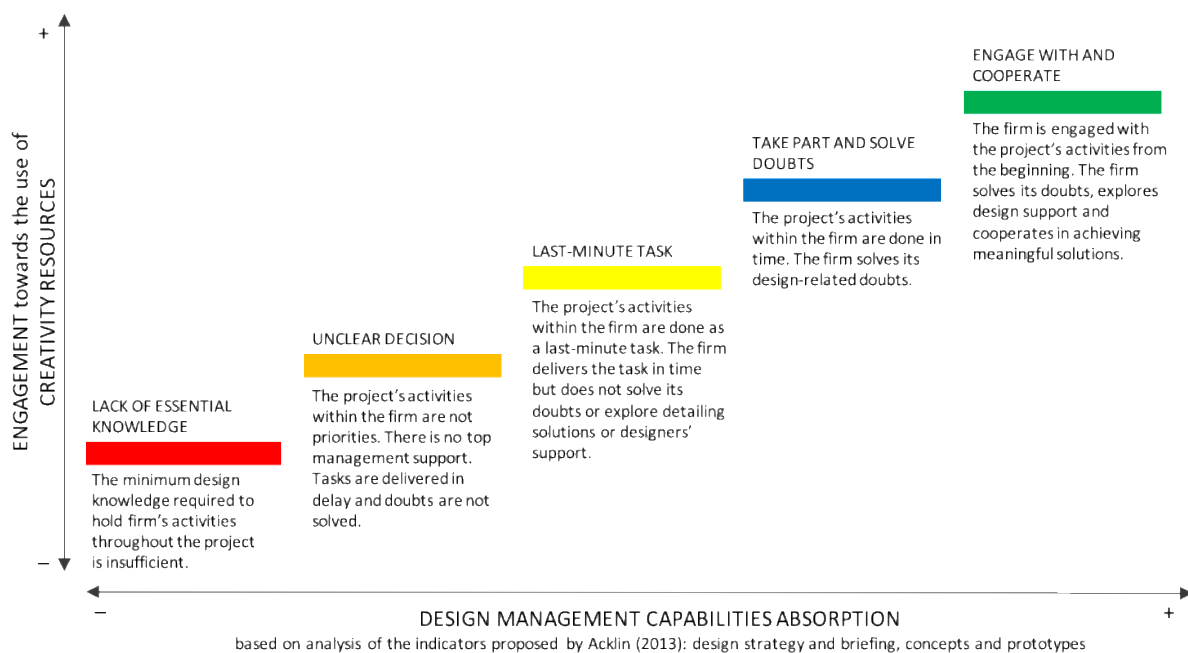 +
ENGAGEMENT towards the use of
CREATIVITY RESOURCES
–
ENGAGE WITH AND
COOPERATE
The firm is engaged with
the project's activities from
the beginning. The firm
solves its doubts, explores
design support and
cooperates in achieving
meaningful solutions.
TAKE PART AND SOLVE
DOUBTS
The project's activities
within the firm are done in
time. The firm solves its
design-related doubts.
LAST-MINUTE TASK
The project's activities
within the firm are done as
a last-minute task. The firm
delivers the task in time
but does not solve its
doubts or explore detailing
solutions or designers'
support.
UNCLEAR DECISION
The project's activities
within the firm are not
priorities. There is no top
management support.
Tasks are delivered in
delay and doubts are not
solved.
LACK OF ESSENTIAL
KNOWLEDGE
The minimum design
knowledge required to
hold firm's activities
throughout the project
is insufficient.
–
+
DESIGN MANAGEMENT CAPABILITIES ABSORPTION
based on analysis of the indicators proposed by Acklin (2013): design strategy and briefing, concepts and prototypes